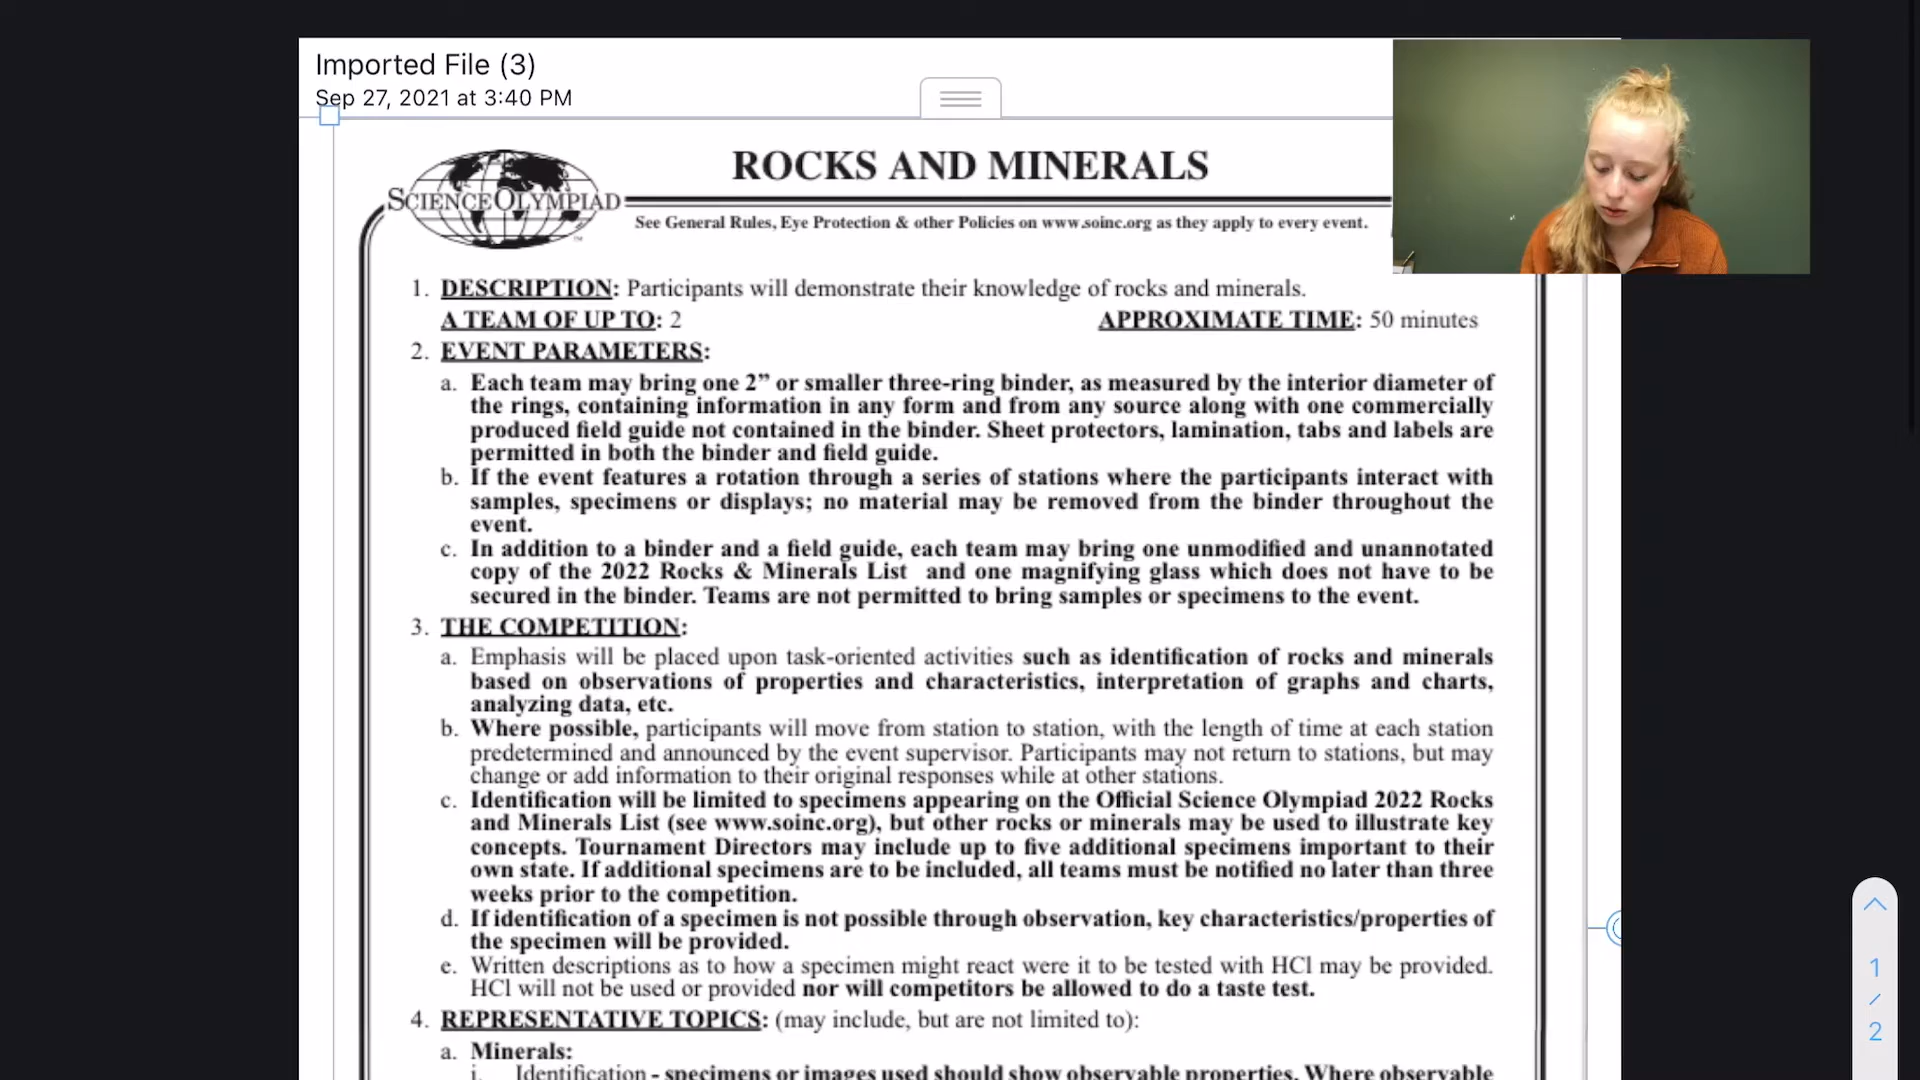 Imported File (3)
Sep 27, 2021 at 3:40 PM
ROCKS AND MINERALS
SCIENCE OLYMPIAD
TM
See General Rules, Eye Protection & other Policies on www.soinc.org as they apply to every event.
1. DESCRIPTION: Participants will demonstrate their knowledge of rocks and minerals.
A TEAM OF UP TO: 2 APPROXIMATE TIME: 50 minutes
2. EVENT PARAMETERS:
a. Each team may bring one 2” or smaller three-ring binder, as measured by the interior diameter of
the rings, containing information in any form and from any source along with one commercially
produced field guide not contained in the binder. Sheet protectors, lamination, tabs and labels are
permitted in both the binder and field guide.
b. If the event features a rotation through a series of stations where the participants interact with
samples, specimens or displays; no material may be removed from the binder throughout the
event.
c. In addition to a binder and a field guide, each team may bring one unmodified and unannotated
copy of the 2022 Rocks & Minerals List and one magnifying glass which does not have to be
secured in the binder. Teams are not permitted to bring samples or specimens to the event.
3. THE COMPETITION:
a. Emphasis will be placed upon task-oriented activities such as identification of rocks and minerals
based on observations of properties and characteristics, interpretation of graphs and charts,
analyzing data, etc.
b. Where possible, participants will move from station to station, with the length of time at each station
predetermined and announced by the event supervisor. Participants may not return to stations, but may
change or add information to their original responses while at other stations.
c. Identification will be limited to specimens appearing on the Official Science Olympiad 2022 Rocks
and Minerals List (see www.soinc.org), but other rocks or minerals may be used to illustrate key
concepts. Tournament Directors may include up to five additional specimens important to their
own state. If additional specimens are to be included, all teams must be notified no later than three
weeks prior to the competition.
d. If identification of a specimen is not possible through observation, key characteristics/properties of
the specimen will be provided.
e. Written descriptions as to how a specimen might react were it to be tested with HCl may be provided.
HCl will not be used or provided nor will competitors be allowed to do a taste test.
4. REPRESENTATIVE TOPICS: (may include, but are not limited to):
a. Minerals:
i. Identification - specimens or images used should show observable properties. Where observable
1
/
2